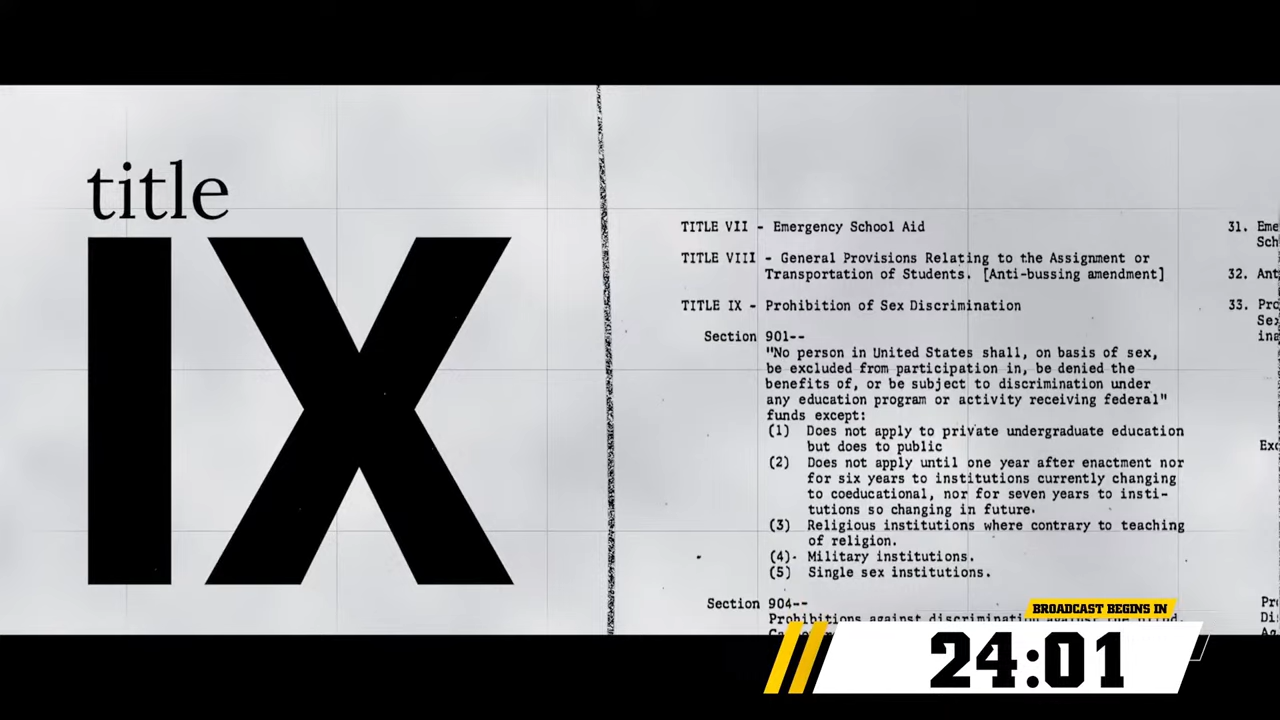 title
IX
TITLE VII - Emergency School Aid
TITLE VIII - General Provisions Relating to the Assignment or
Transportation of Students. [Anti-bussing amendment]
TITLE IX - Prohibition of Sex Discrimination
Section 901--
"No person in United States shall, on basis of sex,
be excluded from participation in, be denied the
benefits of, or be subject to discrimination under
any education program or activity receiving federal"
funds except:
(1) Does not apply to private undergraduate education
but does to public
(2) Does not apply until one year after enactment nor
for six years to institutions currently changing
to coeducational, nor for seven years to insti-
tutions so changing in future.
(3) Religious institutions where contrary to teaching
of religion.
(4) Military institutions.
(5) Single sex institutions.
Section 904--
Prohibitions against discrimination against the blind.
31.
32.
33.
BROADCAST BEGINS IN
24:01